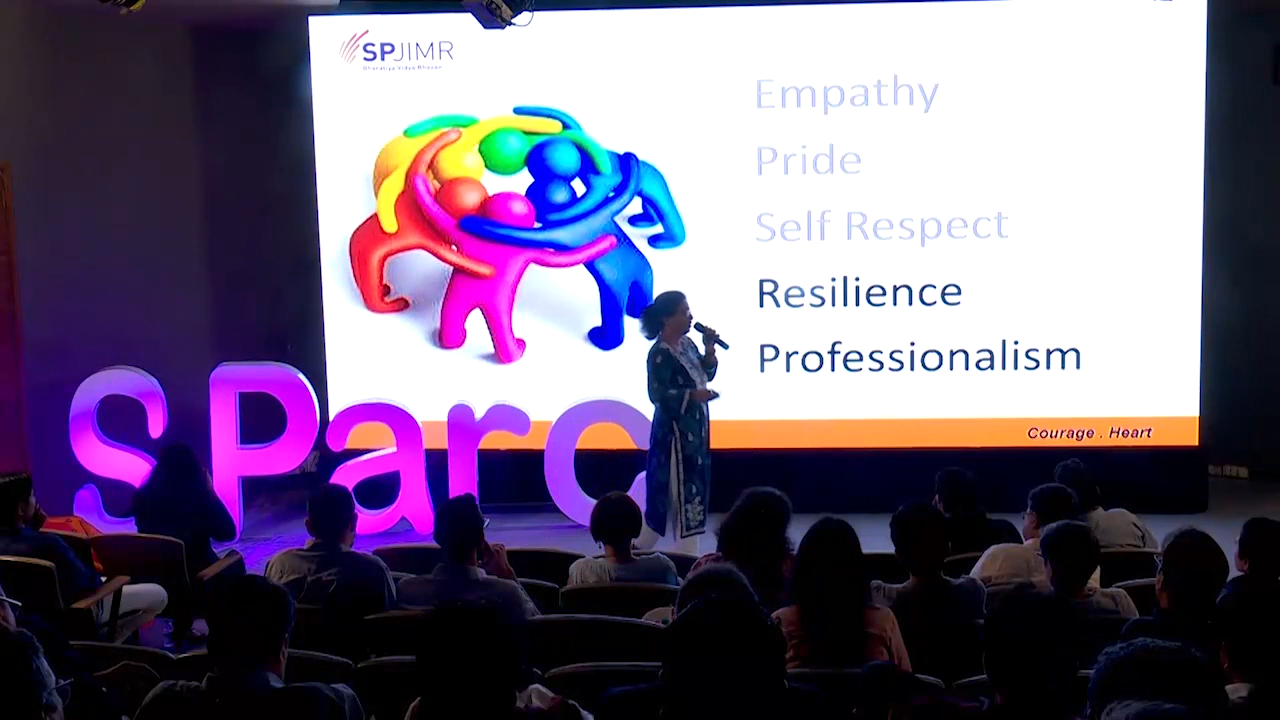 SPJIMR
Bharatiya Vidya Bhavan
Empathy
Pride
Self Respect
Resilience
Professionalism
Courage . Heart
SParc